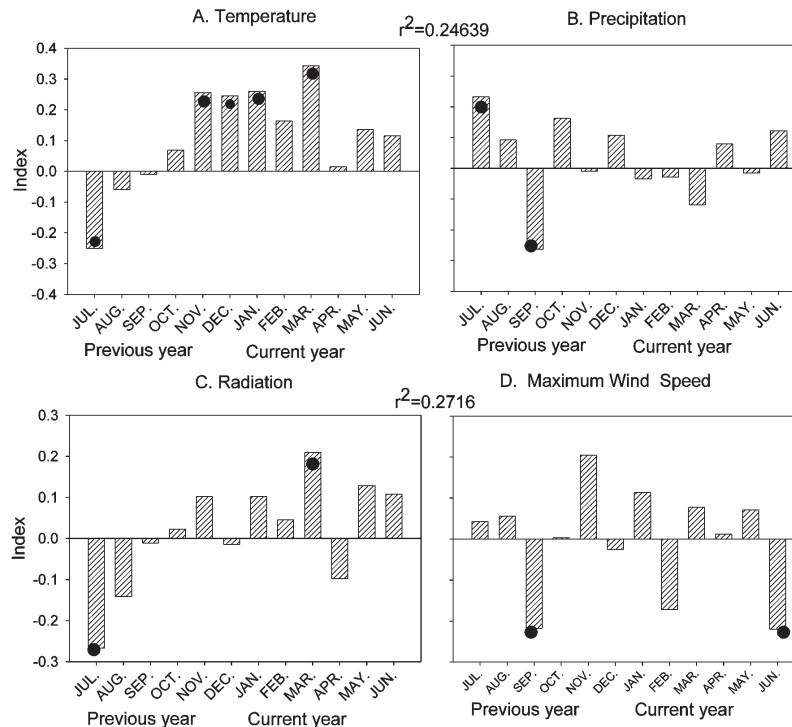 A. Temperature
r2=0.24639
B. Precipitation
Index
0.4
0.3
0.2
0.1
0.0
-0.1
-0.2
-0.3
-0.4
JUL. AUG. SEP. OCT. NOV. DEC. JAN. FEB. MAR. APR. MAY. JUN.
Previous year Current year
JUL. AUG. SEP. OCT. NOV. DEC. JAN. FEB. MAR. APR. MAY. JUN.
Previous year Current year
C. Radiation
r2=0.2716
D. Maximum Wind Speed
Index
0.3
0.2
0.1
0.0
-0.1
-0.2
-0.3
JUL. AUG. SEP. OCT. NOV. DEC. JAN. FEB. MAR. APR. MAY. JUN.
Previous year Current year
JUL. AUG. SEP. OCT. NOV. DEC. JAN. FEB. MAR. APR. MAY. JUN.
Previous year Current year